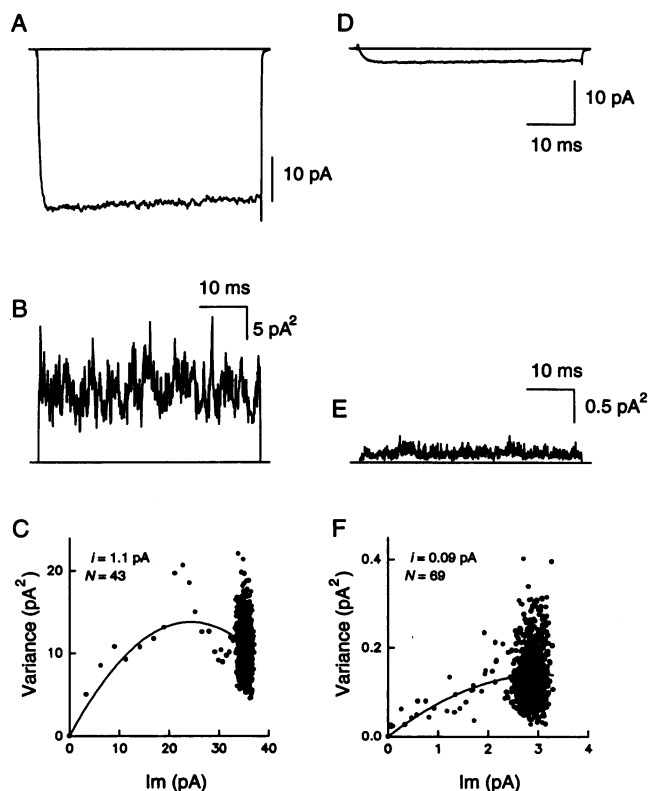 A
10 pA
D
10 pA
10 ms
B
10 ms
5 pA²
10 ms
E
0.5 pA²
C
i = 1.1 pA
N = 43
Variance (pA²)
20
10
0
0
10
20
30
40
Im (pA)
F
i = 0.09 pA
N = 69
Variance (pA²)
0.4
0.2
0.0
0
1
2
3
4
Im (pA)